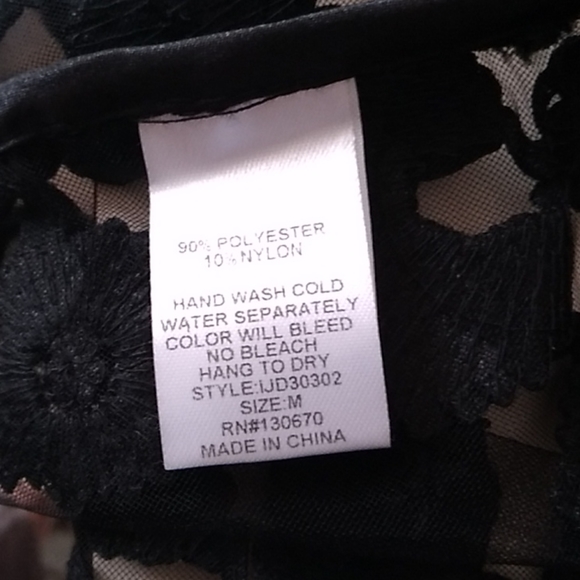 90% POLYESTER
10% NYLON
HAND WASH COLD
WATER SEPARATELY
COLOR WILL BLEED
NO BLEACH
HANG TO DRY
STYLE:IJD30302
SIZE:M
RN#130670
MADE IN CHINA